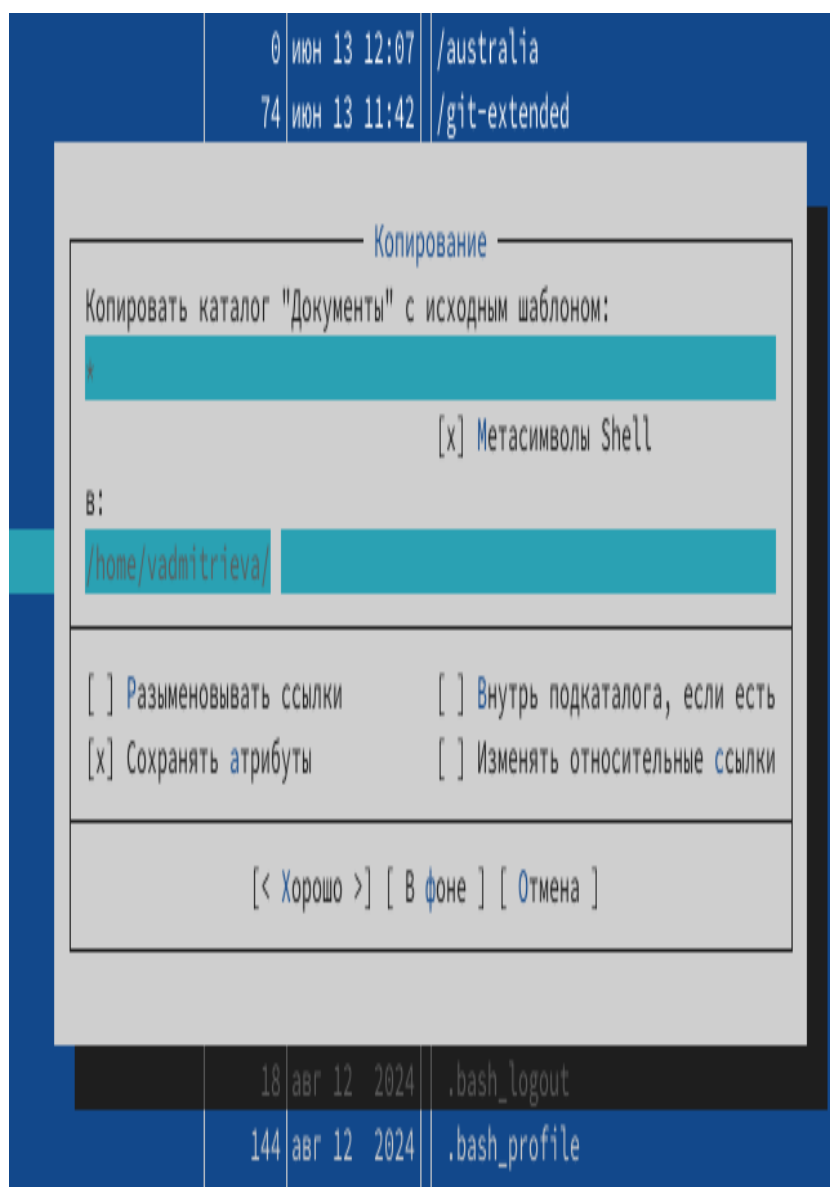 0 июн 13 12:07 /australia
74 июн 13 11:42 /git-extended
Копирование
Копировать каталог "Документы" с исходным шаблоном:
*
[x] Метасимволы Shell
в:
/home/vadmitrieva/
[ ] Разыменовывать ссылки [ ] Внутрь подкаталога, если есть
[x] Сохранять атрибуты [ ] Изменять относительные ссылки
[< Хорошо >] [ В фоне ] [ Отмена ]
18 авг 12 2024 .bash_logout
144 авг 12 2024 .bash_profile